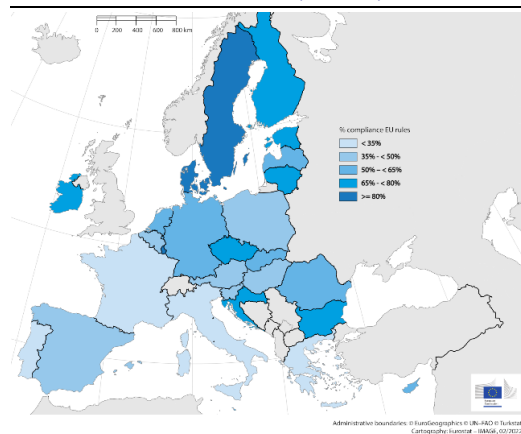 0 200 400 600 800 km
% compliance EU rules
< 35%
35% - < 50%
50% – < 65%
65% - < 80%
>= 80%
Administrative boundaries: © EuroGeographics © UN–FAO © Turkstat
Cartography: Eurostat – IMAGE, 02/2022